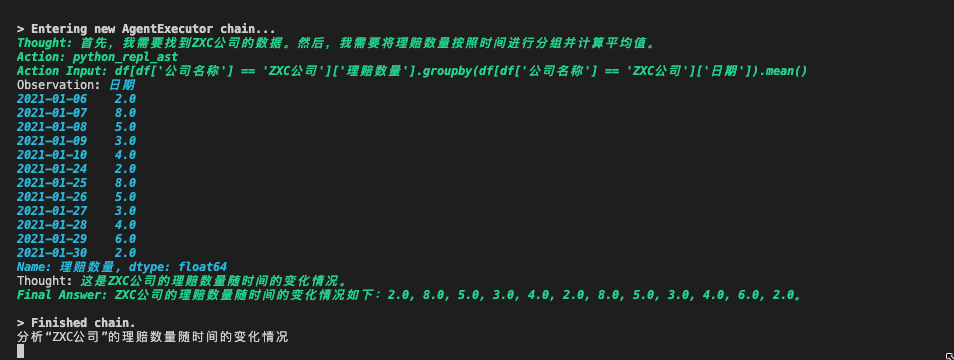 > Entering new AgentExecutor chain...
Thought: 首先，我需要找到ZXC公司的数据。然后，我需要将理赔数量按照时间进行分组并计算平均值。
Action: python_repl_ast
Action Input: df[df['公司名称'] == 'ZXC公司']['理赔数量'].groupby(df[df['公司名称'] == 'ZXC公司']['日期']).mean()
Observation: 日期
2021-01-06    2.0
2021-01-07    8.0
2021-01-08    5.0
2021-01-09    3.0
2021-01-10    4.0
2021-01-24    2.0
2021-01-25    8.0
2021-01-26    5.0
2021-01-27    3.0
2021-01-28    4.0
2021-01-29    6.0
2021-01-30    2.0
Name: 理赔数量, dtype: float64
Thought: 这是ZXC公司的理赔数量随时间的变化情况。
Final Answer: ZXC公司的理赔数量随时间的变化情况如下：2.0, 8.0, 5.0, 3.0, 4.0, 2.0, 8.0, 5.0, 3.0, 4.0, 6.0, 2.0。
> Finished chain.
分析“ZXC公司”的理赔数量随时间的变化情况